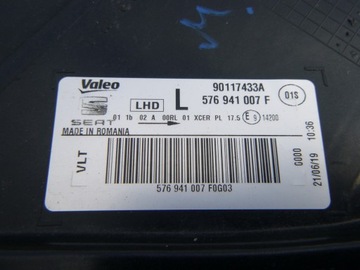 Valeo
SEAT
LHD
L
90117433A
576 941 007 F
01S
01 1b 02 A 00RL 01 XCER PL 17.5 E 9 14200
MADE IN ROMANIA
VLT
576 941 007 F0G03
0000
21/06/19 10:36